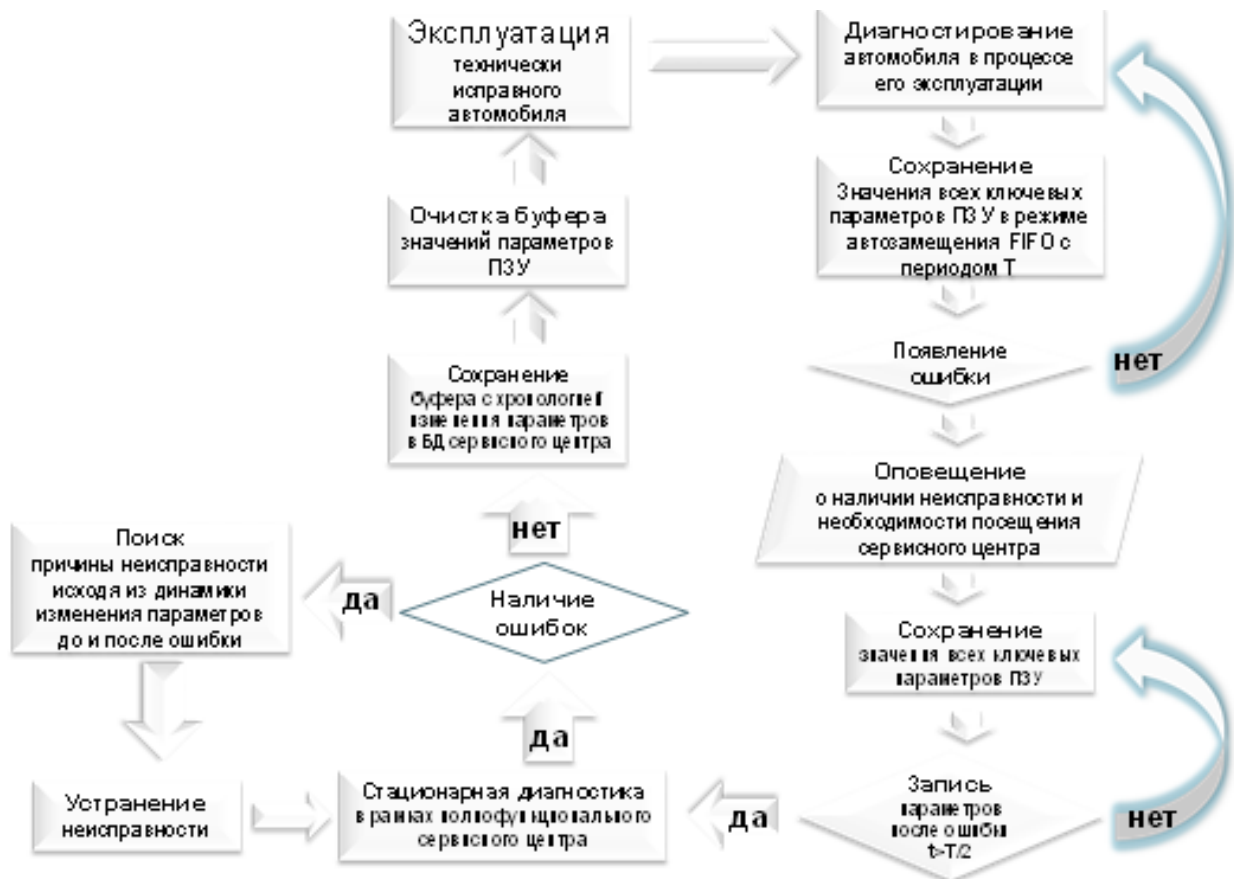 Эксплуатация
технически
исправного
автомобиля
Диагностирование
автомобиля в процессе
его эксплуатации
Сохранение
Значения всех ключевых
параметров ПЗУ в режиме
автозамещения FIFO с
периодом Т
Появление
ошибки
нет
Оповещение
о наличии неисправности и
необходимости посещения
сервисного центра
Сохранение
значения всех ключевых
параметров ПЗУ
Запись
параметров
после ошибки
t>T/2
нет
да
Стационарная диагностика
в рамках полнофункционального
сервисного центра
да
Наличие
ошибок
да
Поиск
причины неисправности
исходя из динамики
изменения параметров
до и после ошибки
Устранение
неисправности
нет
Сохранение
буфера с хронологией
изменения параметров
в БД сервисного центра
Очистка буфера
значений параметров
ПЗУ